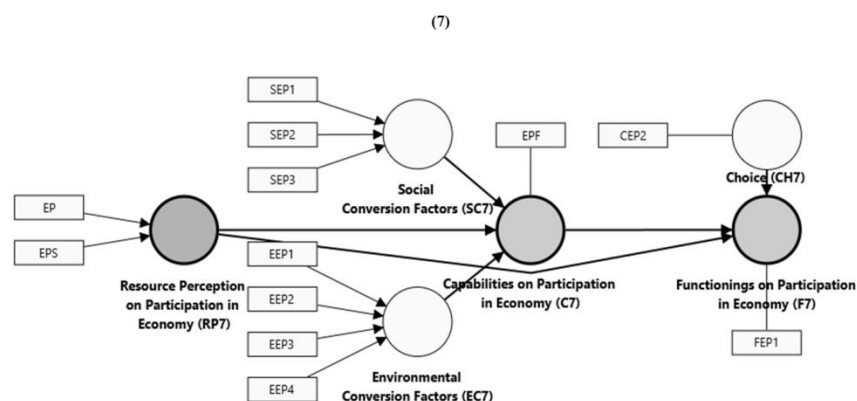 (7)
SEP1
SEP2
SEP3
EPF
CEP2
Social
Conversion Factors (SC7)
Choice (CH7)
EP
EPS
Resource Perception
on Participation in
Economy (RP7)
EEP1
EEP2
EEP3
EEP4
Capabilities on Participation
in Economy (C7)
Functionings on Participation
in Economy (F7)
FEP1
Environmental
Conversion Factors (EC7)